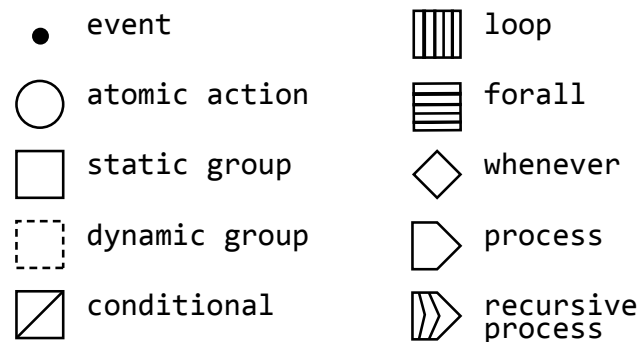 event
atomic action
static group
dynamic group
conditional
loop
forall
whenever
process
recursive
process